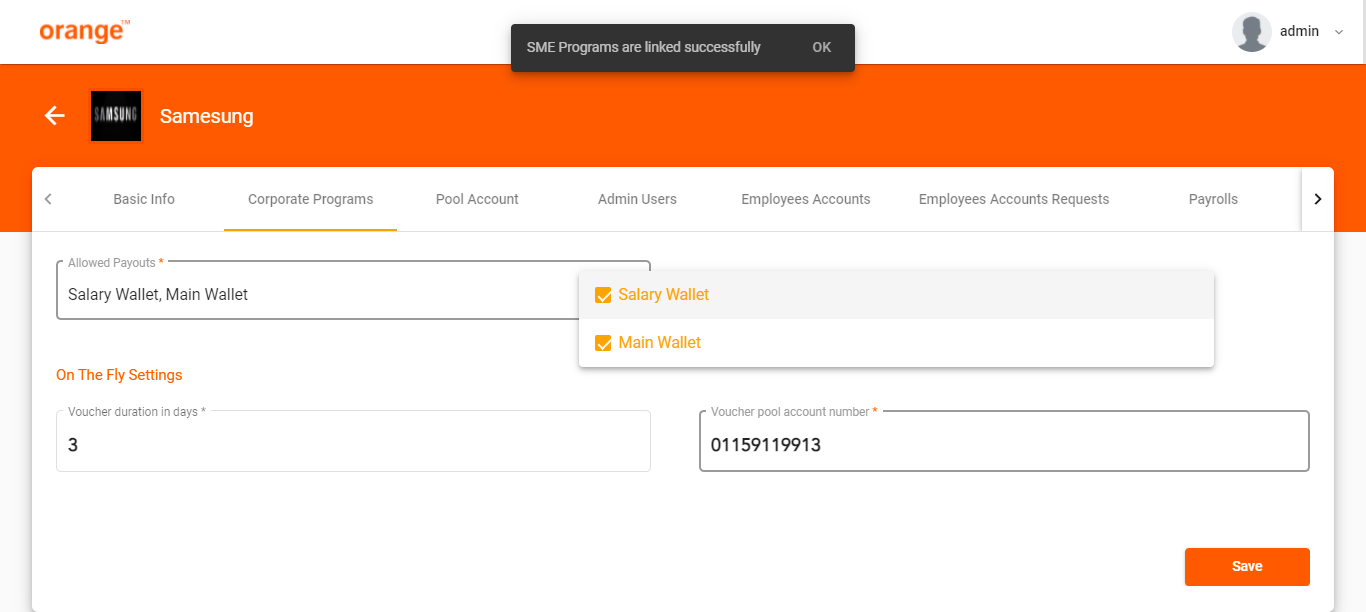 orange™
SME Programs are linked successfully OK
admin
SAMSUNG
Samesung
Basic Info Corporate Programs Pool Account Admin Users Employees Accounts Employees Accounts Requests Payrolls
Allowed Payouts *
Salary Wallet, Main Wallet
Salary Wallet
Main Wallet
On The Fly Settings
Voucher duration in days *
3
Voucher pool account number *
01159119913
Save